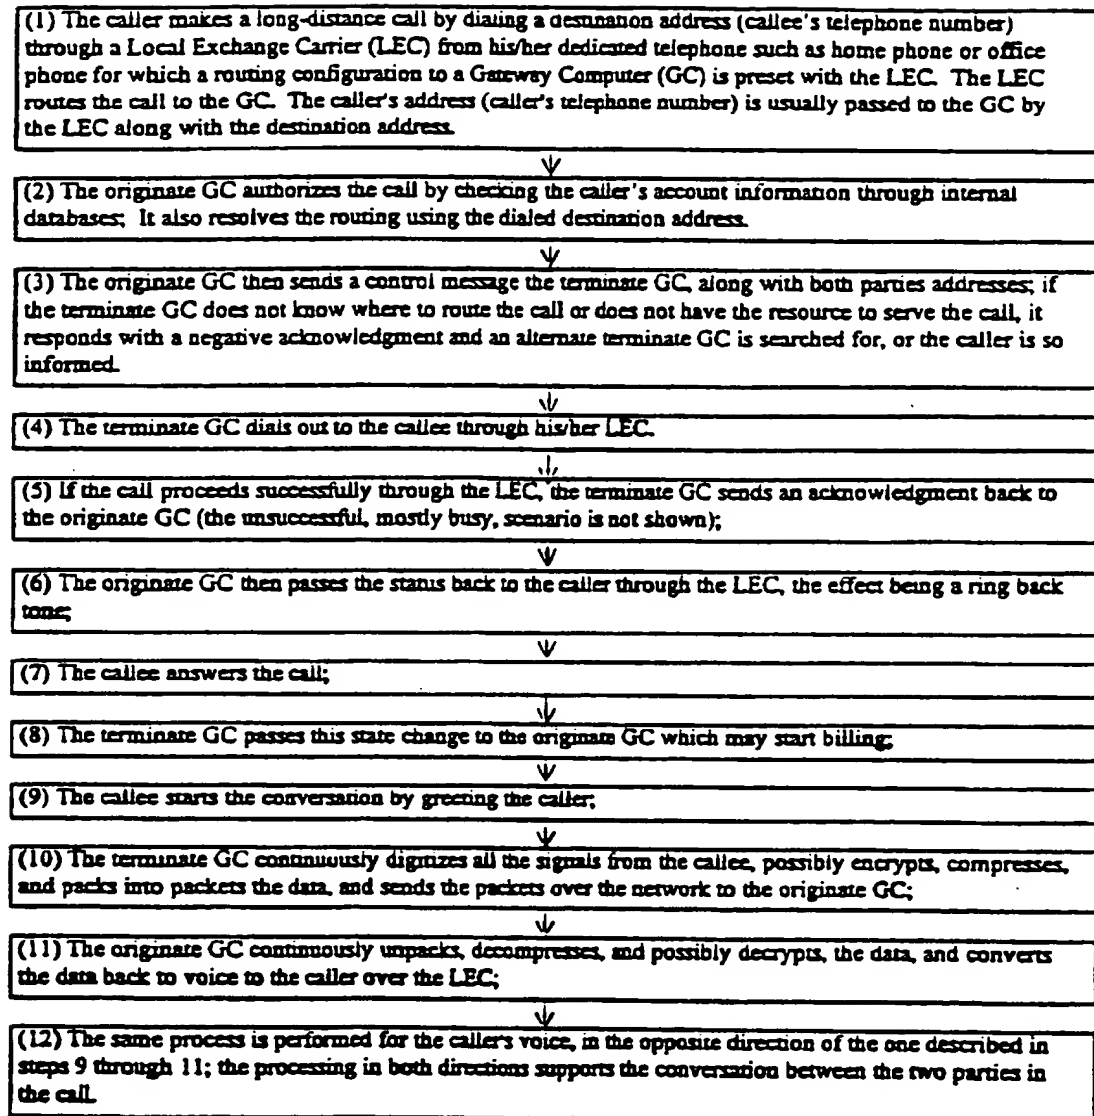 (1) The caller makes a long-distance call by dialing a destination address (callee's telephone number)
through a Local Exchange Carrier (LEC) from his/her dedicated telephone such as home phone or office
phone for which a routing configuration to a Gateway Computer (GC) is preset with the LEC. The LEC
routes the call to the GC. The caller's address (caller's telephone number) is usually passed to the GC by
the LEC along with the destination address.
(2) The originate GC authorizes the call by checking the caller's account information through internal
databases; It also resolves the routing using the dialed destination address.
(3) The originate GC then sends a control message the terminate GC, along with both parties addresses; if
the terminate GC does not know where to route the call or does not have the resource to serve the call, it
responds with a negative acknowledgment and an alternate terminate GC is searched for, or the caller is so
informed.
(4) The terminate GC dials out to the callee through his/her LEC.
(5) If the call proceeds successfully through the LEC, the terminate GC sends an acknowledgment back to
the originate GC (the unsuccessful, mostly busy, scenario is not shown);
(6) The originate GC then passes the status back to the caller through the LEC, the effect being a ring back
tone;
(7) The callee answers the call;
(8) The terminate GC passes this state change to the originate GC which may start billing;
(9) The callee starts the conversation by greeting the caller;
(10) The terminate GC continuously digitizes all the signals from the callee, possibly encrypts, compresses,
and packs into packets the data, and sends the packets over the network to the originate GC;
(11) The originate GC continuously unpacks, decompresses, and possibly decrypts, the data, and converts
the data back to voice to the caller over the LEC;
(12) The same process is performed for the caller's voice, in the opposite direction of the one described in
steps 9 through 11; the processing in both directions supports the conversation between the two parties in
the call.